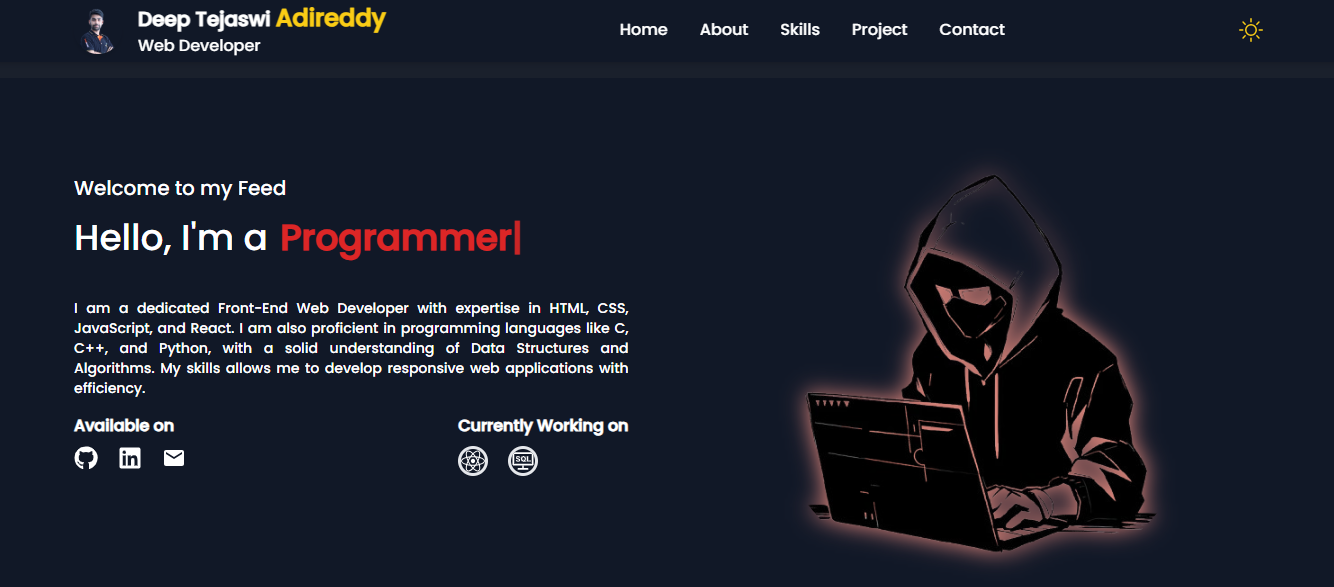 Deep Tejaswi Adireddy
Web Developer
Home About Skills Project Contact
Welcome to my Feed
Hello, I'm a Programmer|
I am a dedicated Front-End Web Developer with expertise in HTML, CSS,
JavaScript, and React. I am also proficient in programming languages like C,
C++, and Python, with a solid understanding of Data Structures and
Algorithms. My skills allows me to develop responsive web applications with
efficiency.
Available on
Currently Working on
in
SQL